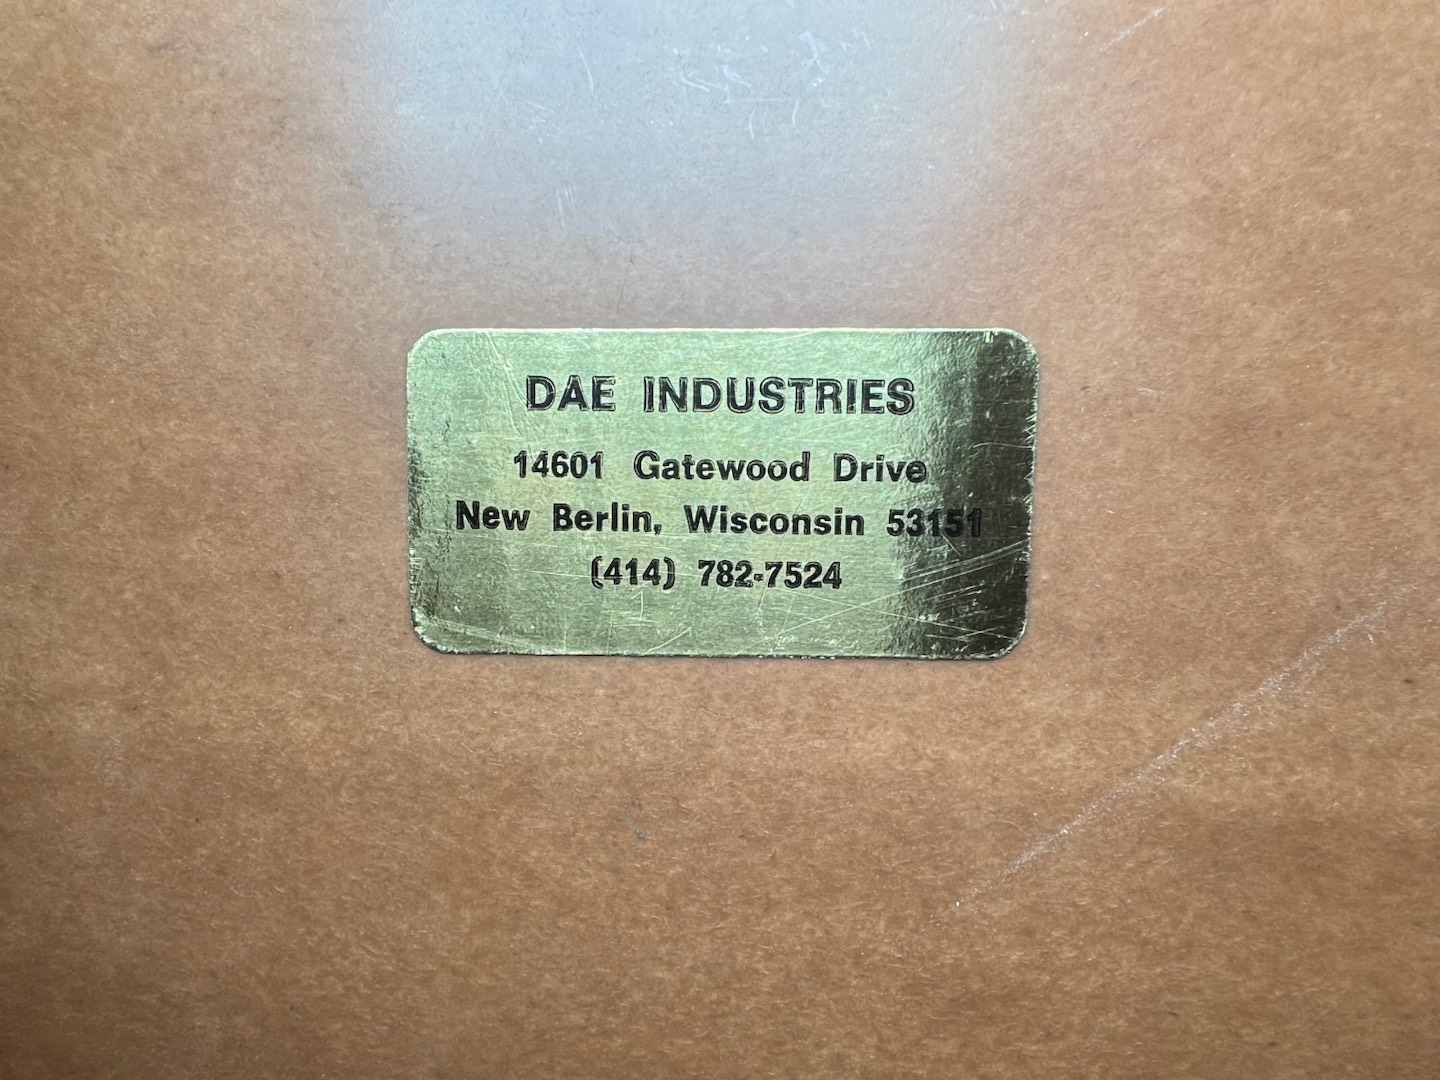 DAE INDUSTRIES
14601 Gatewood Drive
New Berlin, Wisconsin 53151
(414) 782-7524